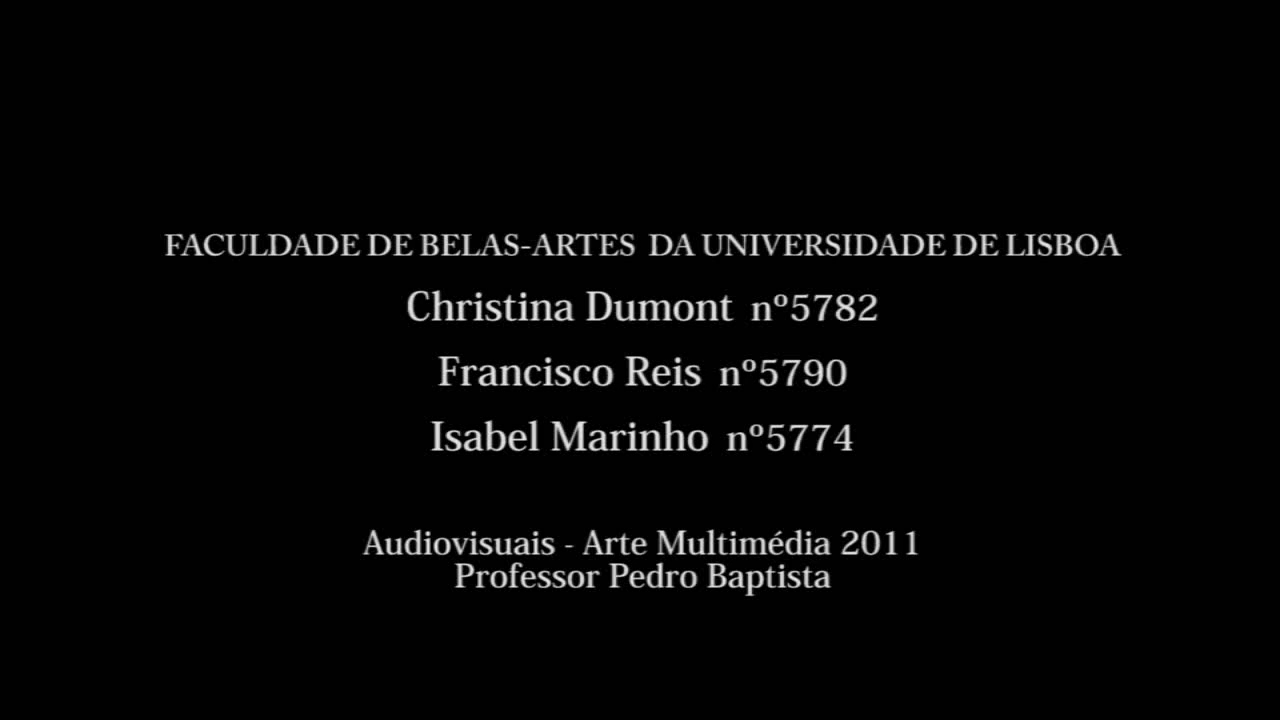 FACULDADE DE BELAS-ARTES DA UNIVERSIDADE DE LISBOA
Christina Dumont nº5782
Francisco Reis nº5790
Isabel Marinho nº5774
Audiovisuais - Arte Multimédia 2011
Professor Pedro Baptista